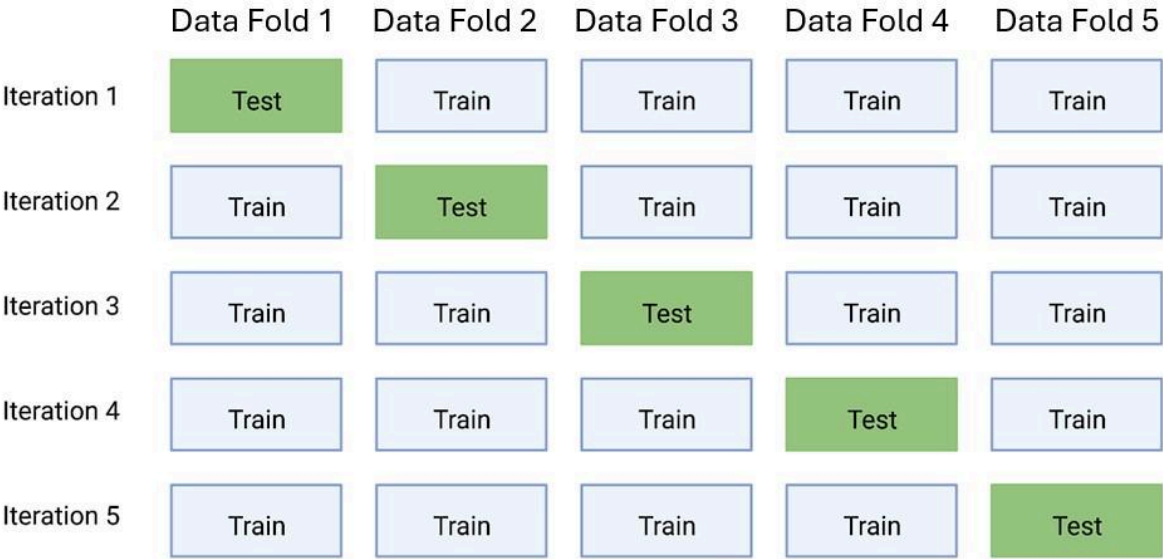 Data Fold 1 Data Fold 2 Data Fold 3 Data Fold 4 Data Fold 5
Iteration 1 Test Train Train Train Train
Iteration 2 Train Test Train Train Train
Iteration 3 Train Train Test Train Train
Iteration 4 Train Train Train Test Train
Iteration 5 Train Train Train Train Test